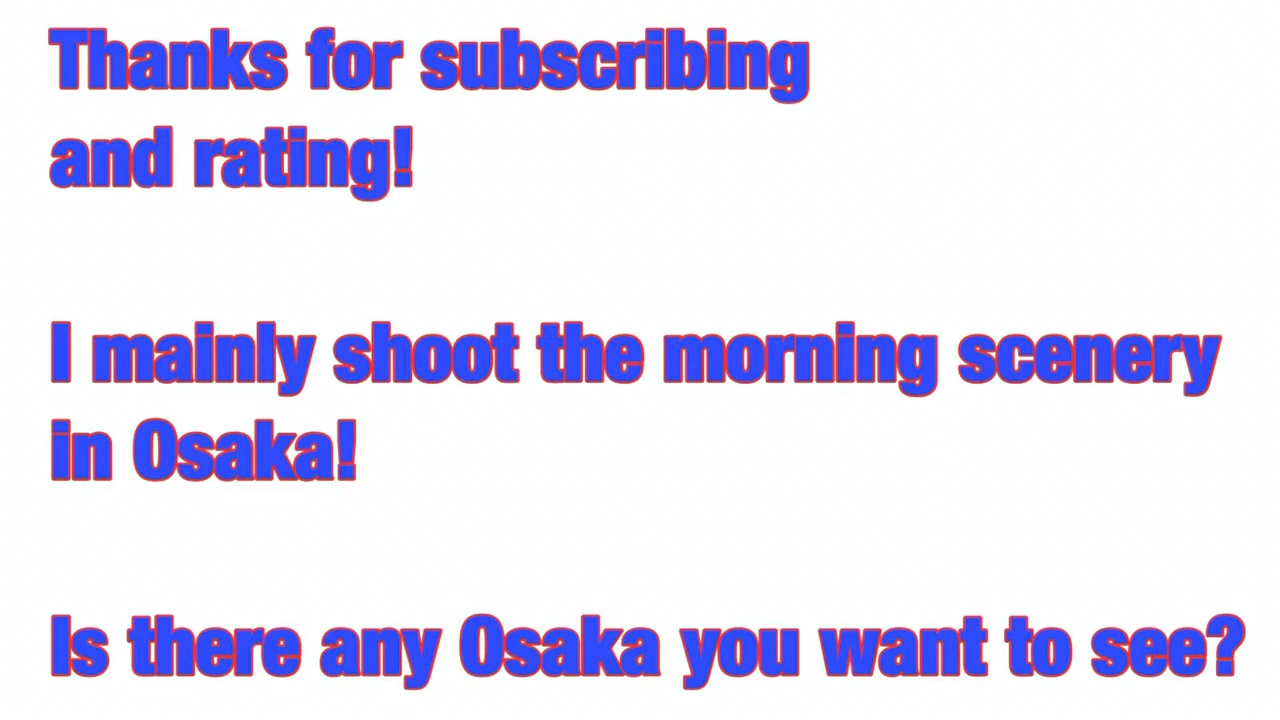 Thanks for subscribing
and rating!
I mainly shoot the morning scenery
in Osaka!
Is there any Osaka you want to see?